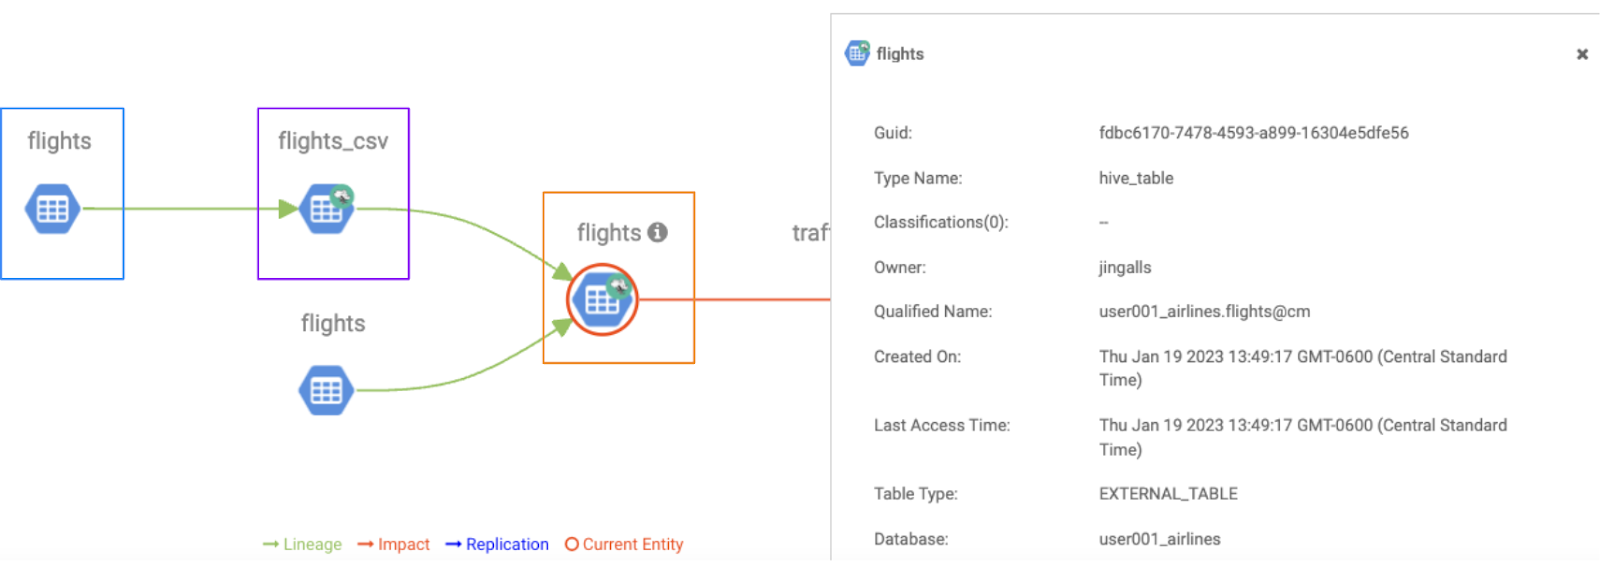 flights
flights_csv
flights
flights
traf
Lineage
Impact
Replication
Current Entity
flights
Guid: fdbc6170-7478-4593-a899-16304e5dfe56
Type Name: hive_table
Classifications(0): --
Owner: jingalls
Qualified Name: user001_airlines.flights@cm
Created On: Thu Jan 19 2023 13:49:17 GMT-0600 (Central Standard
Time)
Last Access Time: Thu Jan 19 2023 13:49:17 GMT-0600 (Central Standard
Time)
Table Type: EXTERNAL_TABLE
Database: user001_airlines